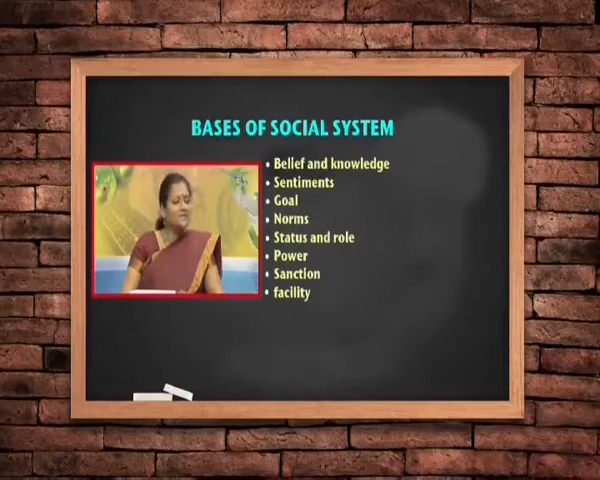 BASES OF SOCIAL SYSTEM
• Belief and knowledge
• Sentiments
• Goal
• Norms
• Status and role
• Power
• Sanction
• facility